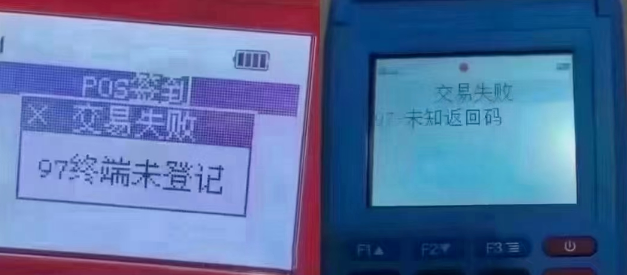 POS签到
交易失败
97终端未登记
交易失败
97-未知返回码
F1▲
F2▼
F3